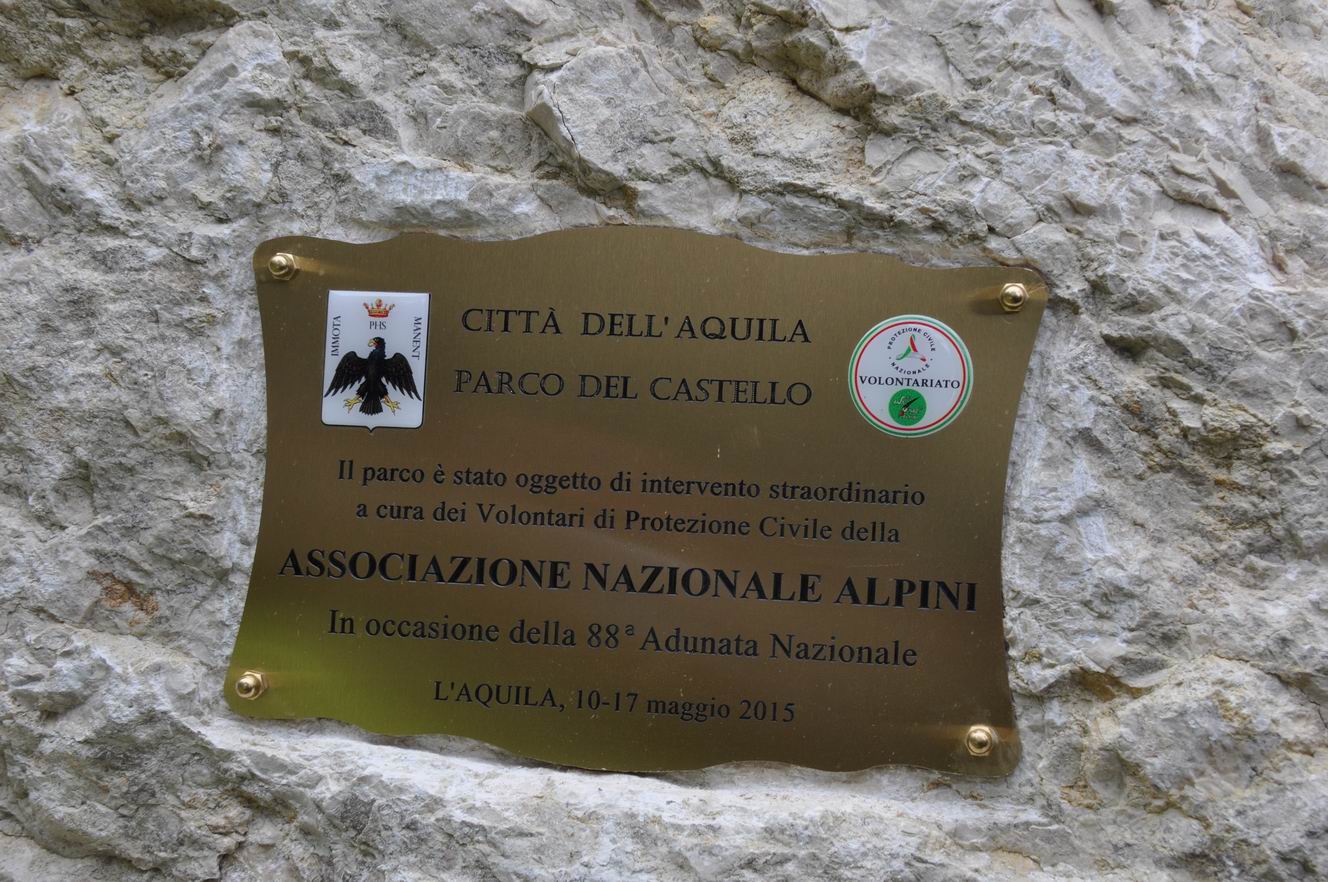 CITTÀ DELL'AQUILA
PARCO DEL CASTELLO
IMMOTA
PHS
MANENT
PROTEZIONE CIVILE
NAZIONALE
VOLONTARIATO
Il parco è stato oggetto di intervento straordinario
a cura dei Volontari di Protezione Civile della
ASSOCIAZIONE NAZIONALE ALPINI
In occasione della 88ª Adunata Nazionale
L'AQUILA, 10-17 maggio 2015